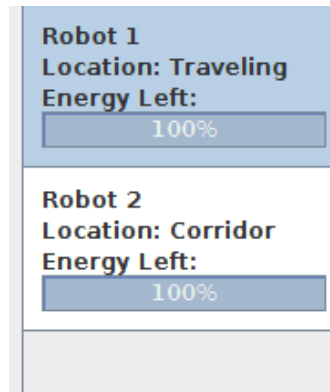 Robot 1
Location: Traveling
Energy Left:
100%
Robot 2
Location: Corridor
Energy Left:
100%